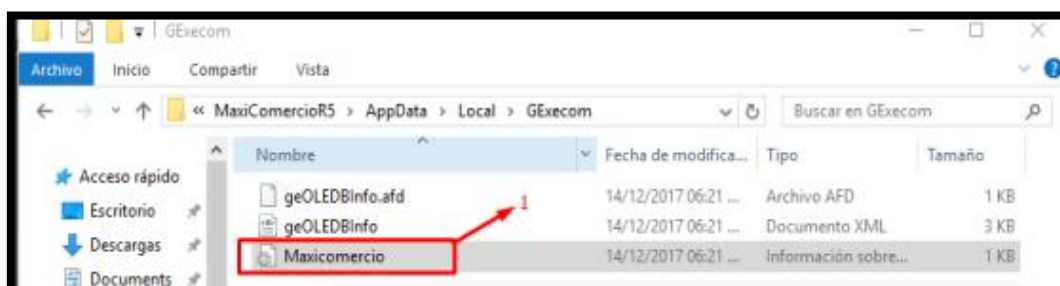 GExecom
Archivo Inicio Compartir Vista
« MaxiComercioR5 > AppData > Local > GExecom Buscar en GExecom
Nombre Fecha de modifica... Tipo Tamaño
Acceso rápido
geOLEDBInfo.afd 14/12/2017 06:21 ... Archivo AFD 1 KB
1
Escritorio geOLEDBInfo 14/12/2017 06:21 ... Documento XML 3 KB
Descargas Maxicomercio 14/12/2017 06:21 ... Información sobre... 1 KB
Documents